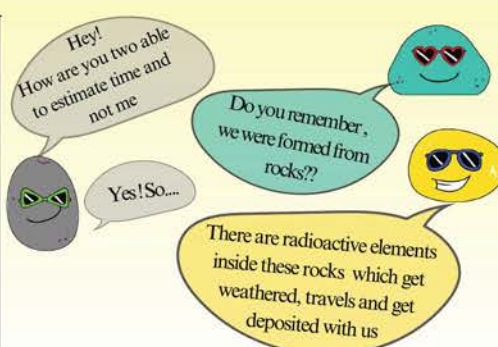 Hey!
How are you two able
to estimate time and
not me
Do you remember,
we were formed from
rocks??
Yes! So....
There are radioactive elements
inside these rocks which get
weathered, travels and get
deposited with us